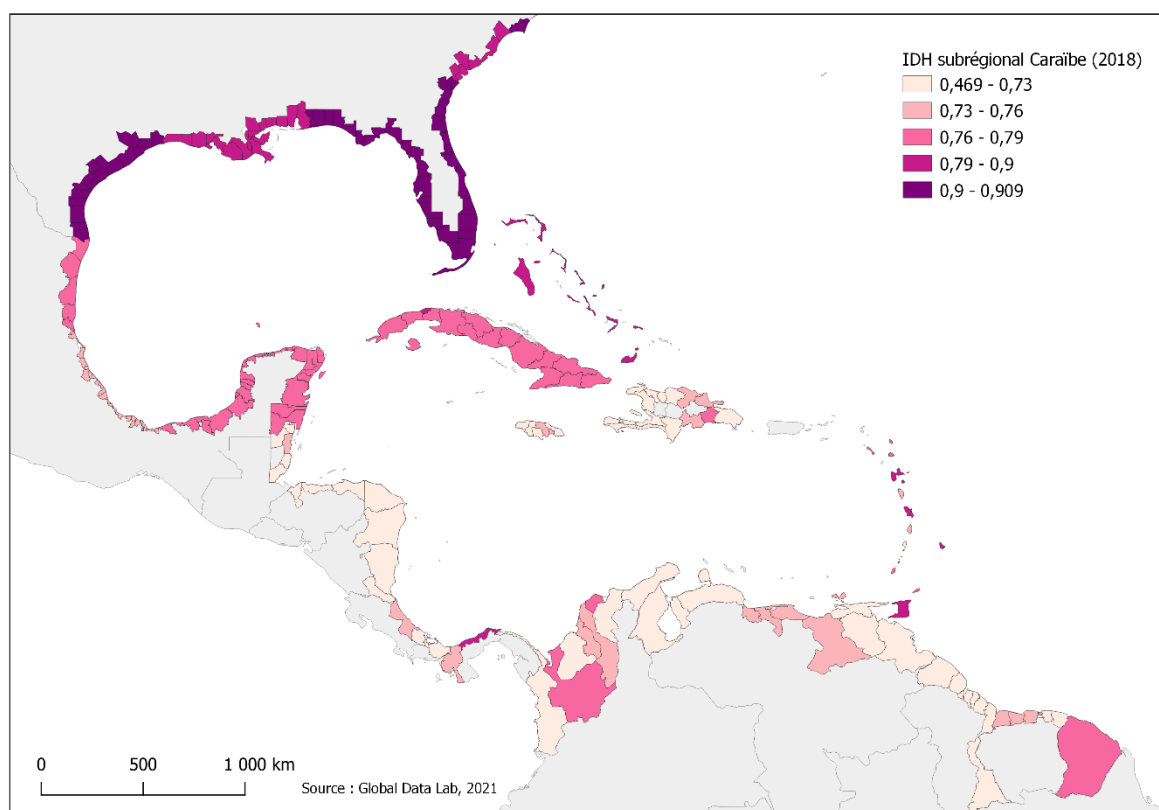 IDH subrégional Caraïbe (2018)
0,469 - 0,73
0,73 - 0,76
0,76 - 0,79
0,79 - 0,9
0,9 - 0,909
0 500 1 000 km
Source : Global Data Lab, 2021